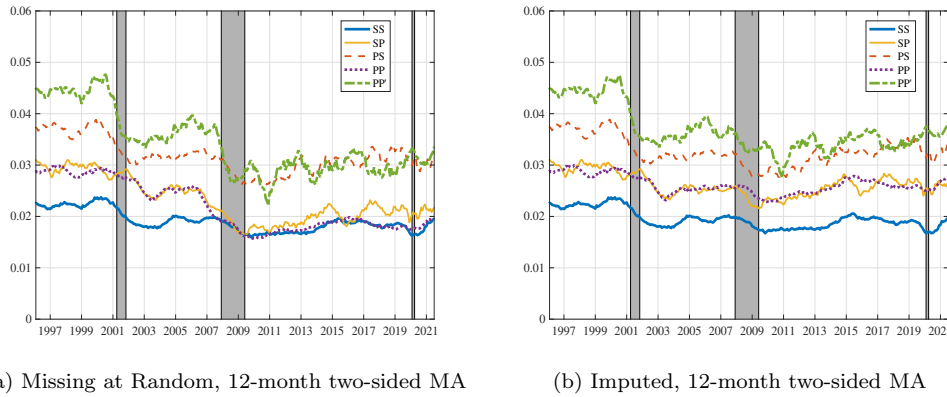 0.06
0.05
0.04
0.03
0.02
0.01
0
1997 1999 2001 2003 2005 2007 2009 2011 2013 2015 2017 2019 2021
SS
SP
PS
PP
PP'
0.06
0.05
0.04
0.03
0.02
0.01
0
1997 1999 2001 2003 2005 2007 2009 2011 2013 2015 2017 2019 202
SS
SP
PS
PP
PP'
) Missing at Random, 12-month two-sided MA
(b) Imputed, 12-month two-sided MA